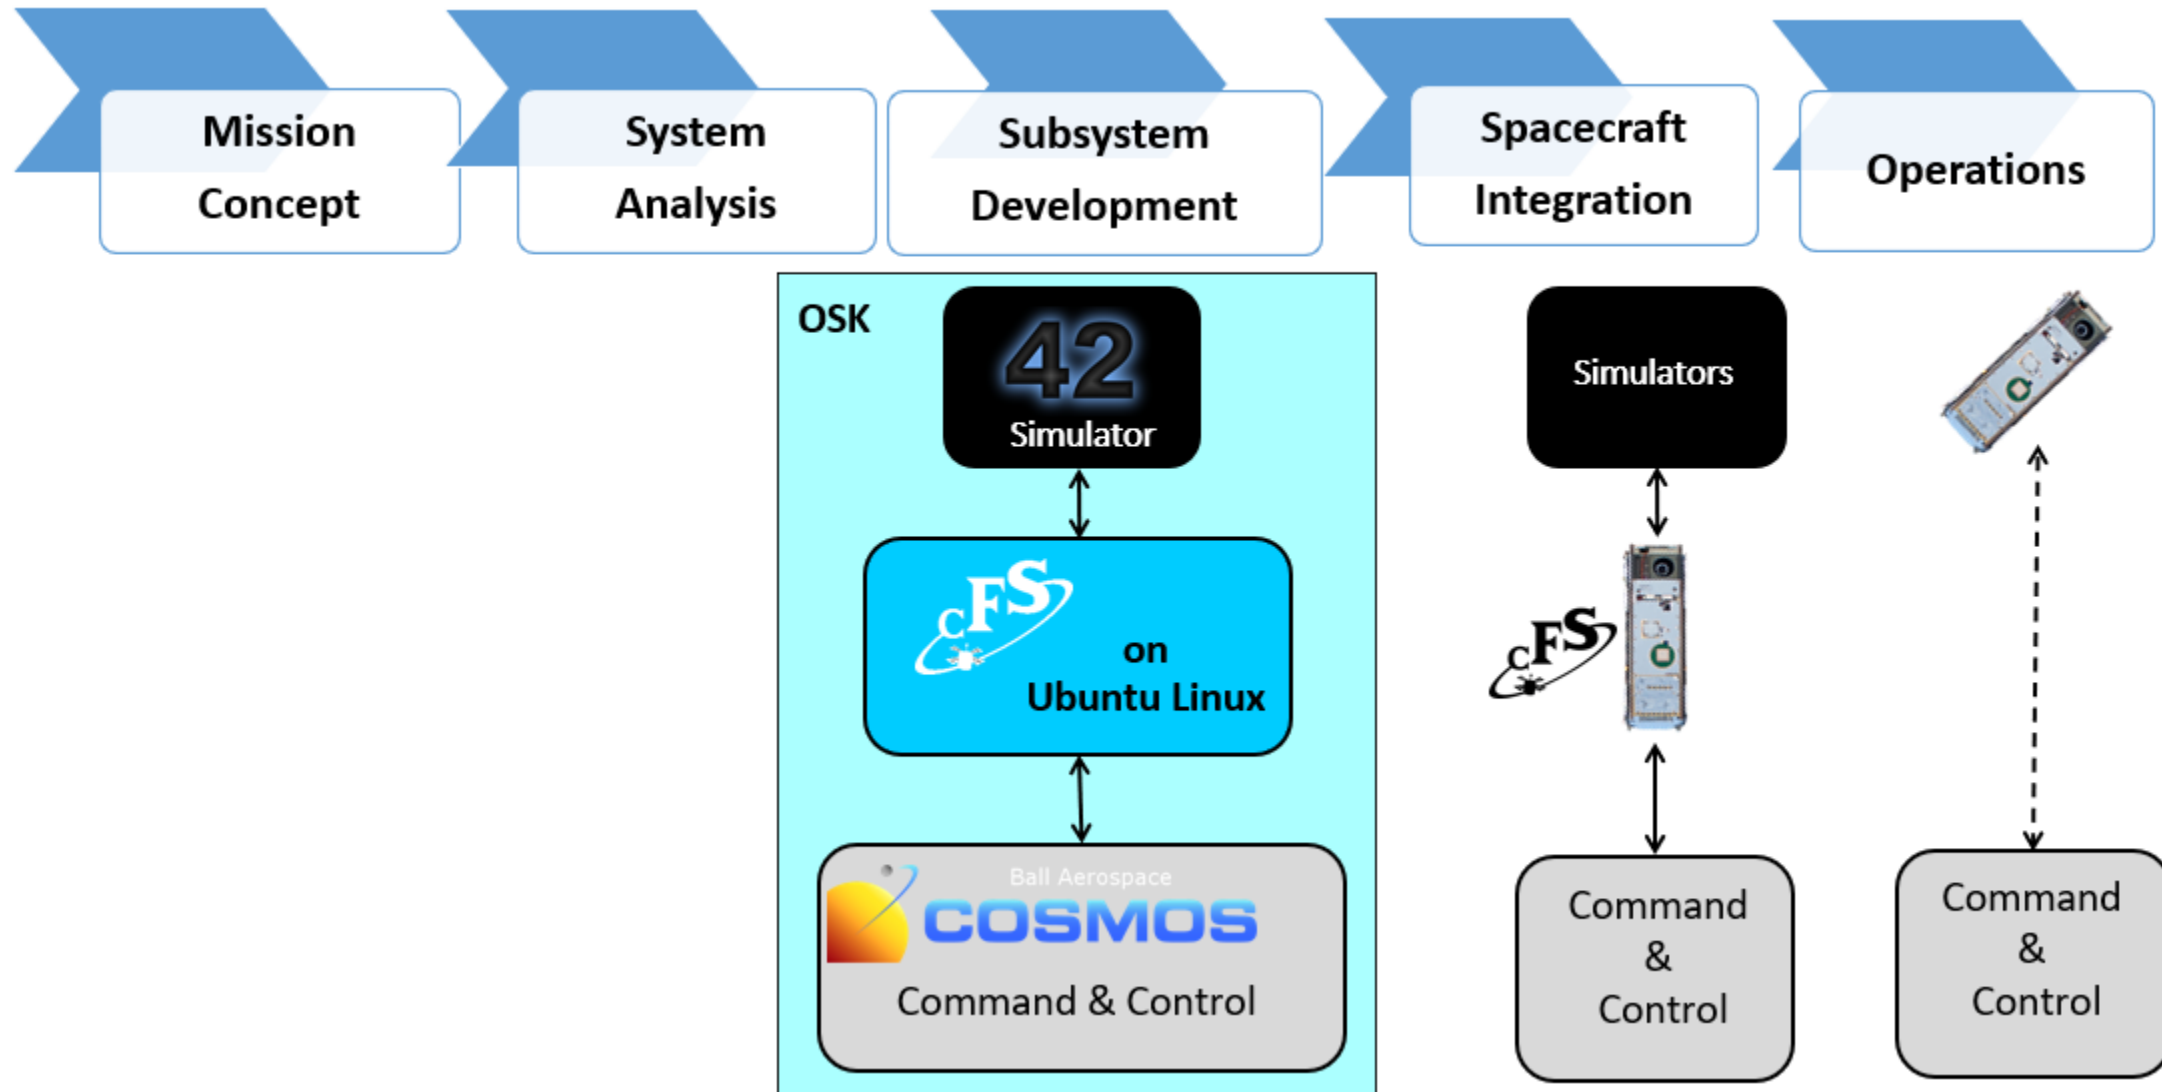 Mission
Concept
System
Analysis
Subsystem
Development
Spacecraft
Integration
Operations
OSK
42
Simulator
cFS
on
Ubuntu Linux
Ball Aerospace
COSMOS
Command & Control
Simulators
cFS
Command
&
Control
Command
&
Control